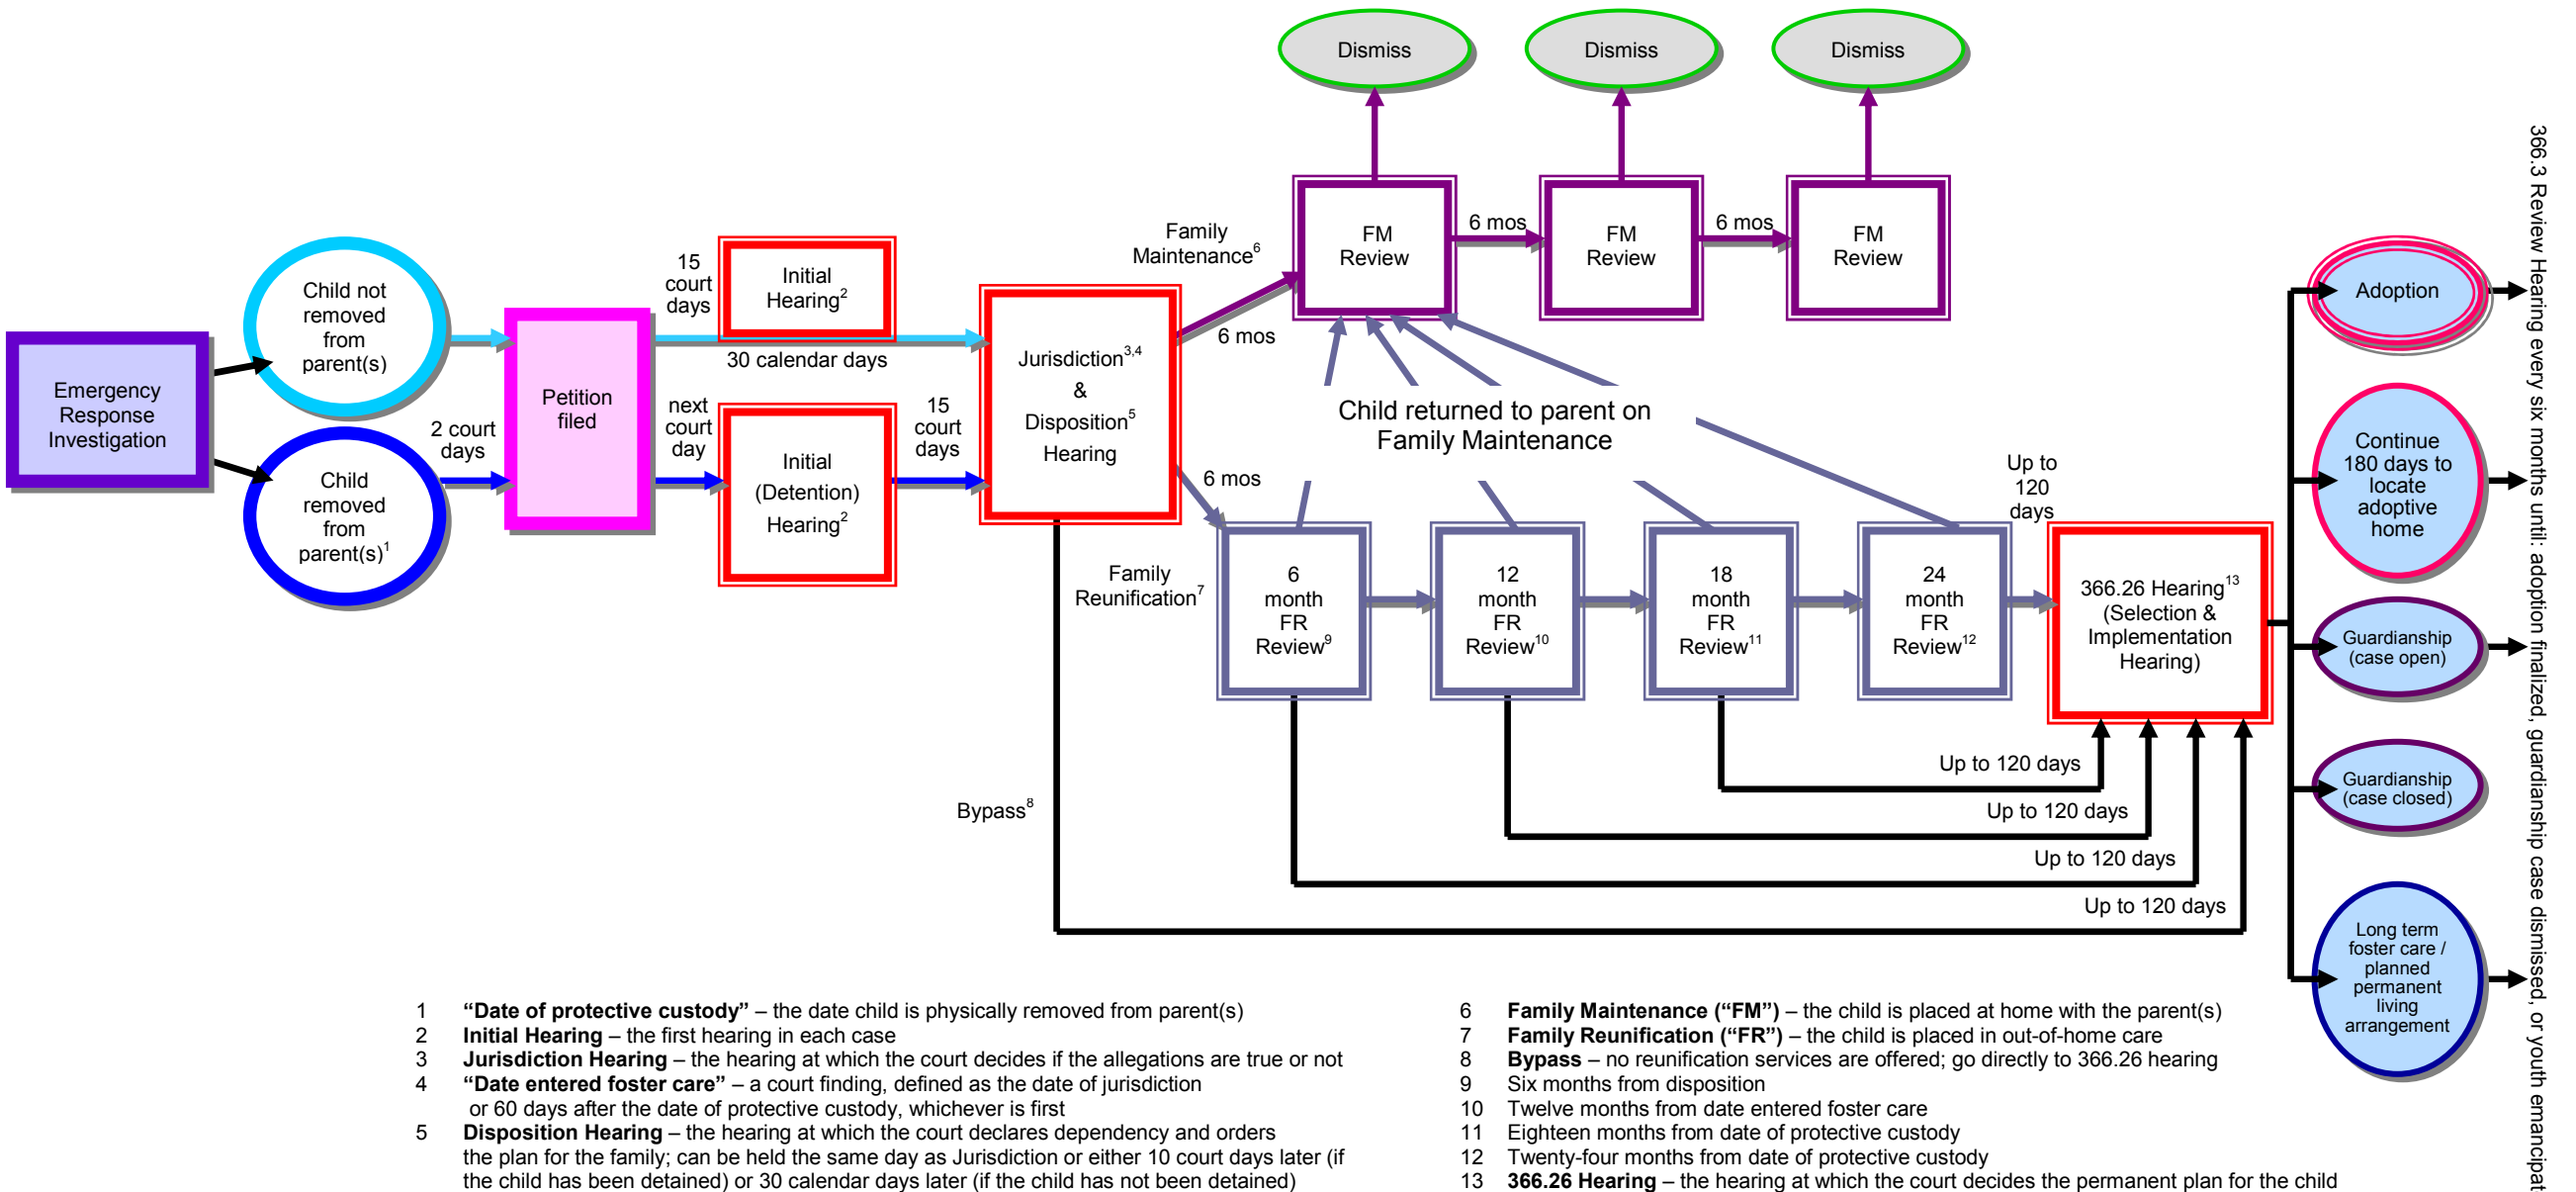 Dismiss
Dismiss
Dismiss
Family
Maintenance6
6 mos
FM
Review
6 mos
FM
Review
6 mos
FM
Review
Emergency
Response
Investigation
Child not
removed
from
parent(s)
Child
removed
from
parent(s)1
2 court
days
Petition
filed
15
court
days
Initial
Hearing2
30 calendar days
next
court
day
Initial
(Detention)
Hearing2
15
court
days
Jurisdiction3,4
&
Disposition5
Hearing
Child returned to parent on
Family Maintenance
6 mos
Family
Reunification7
6
month
FR
Review9
12
month
FR
Review10
18
month
FR
Review11
24
month
FR
Review12
Up to
120
days
366.26 Hearing13
(Selection &
Implementation
Hearing)
Bypass8
Up to 120 days
Up to 120 days
Up to 120 days
Up to 120 days
Adoption
Continue
180 days to
locate
adoptive
home
Guardianship
(case open)
Guardianship
(case closed)
Long term
foster care /
planned
permanent
living
arrangement
366.3 Review Hearing every six months until: adoption finalized, guardianship case dismissed, or youth emancipat
1 “Date of protective custody” – the date child is physically removed from parent(s)
2 Initial Hearing – the first hearing in each case
3 Jurisdiction Hearing – the hearing at which the court decides if the allegations are true or not
4 “Date entered foster care” – a court finding, defined as the date of jurisdiction
or 60 days after the date of protective custody, whichever is first
5 Disposition Hearing – the hearing at which the court declares dependency and orders
the plan for the family; can be held the same day as Jurisdiction or either 10 court days later (if
the child has been detained) or 30 calendar days later (if the child has not been detained)
6 Family Maintenance (“FM”) – the child is placed at home with the parent(s)
7 Family Reunification (“FR”) – the child is placed in out-of-home care
8 Bypass – no reunification services are offered; go directly to 366.26 hearing
9 Six months from disposition
10 Twelve months from date entered foster care
11 Eighteen months from date of protective custody
12 Twenty-four months from date of protective custody
13 366.26 Hearing – the hearing at which the court decides the permanent plan for the child